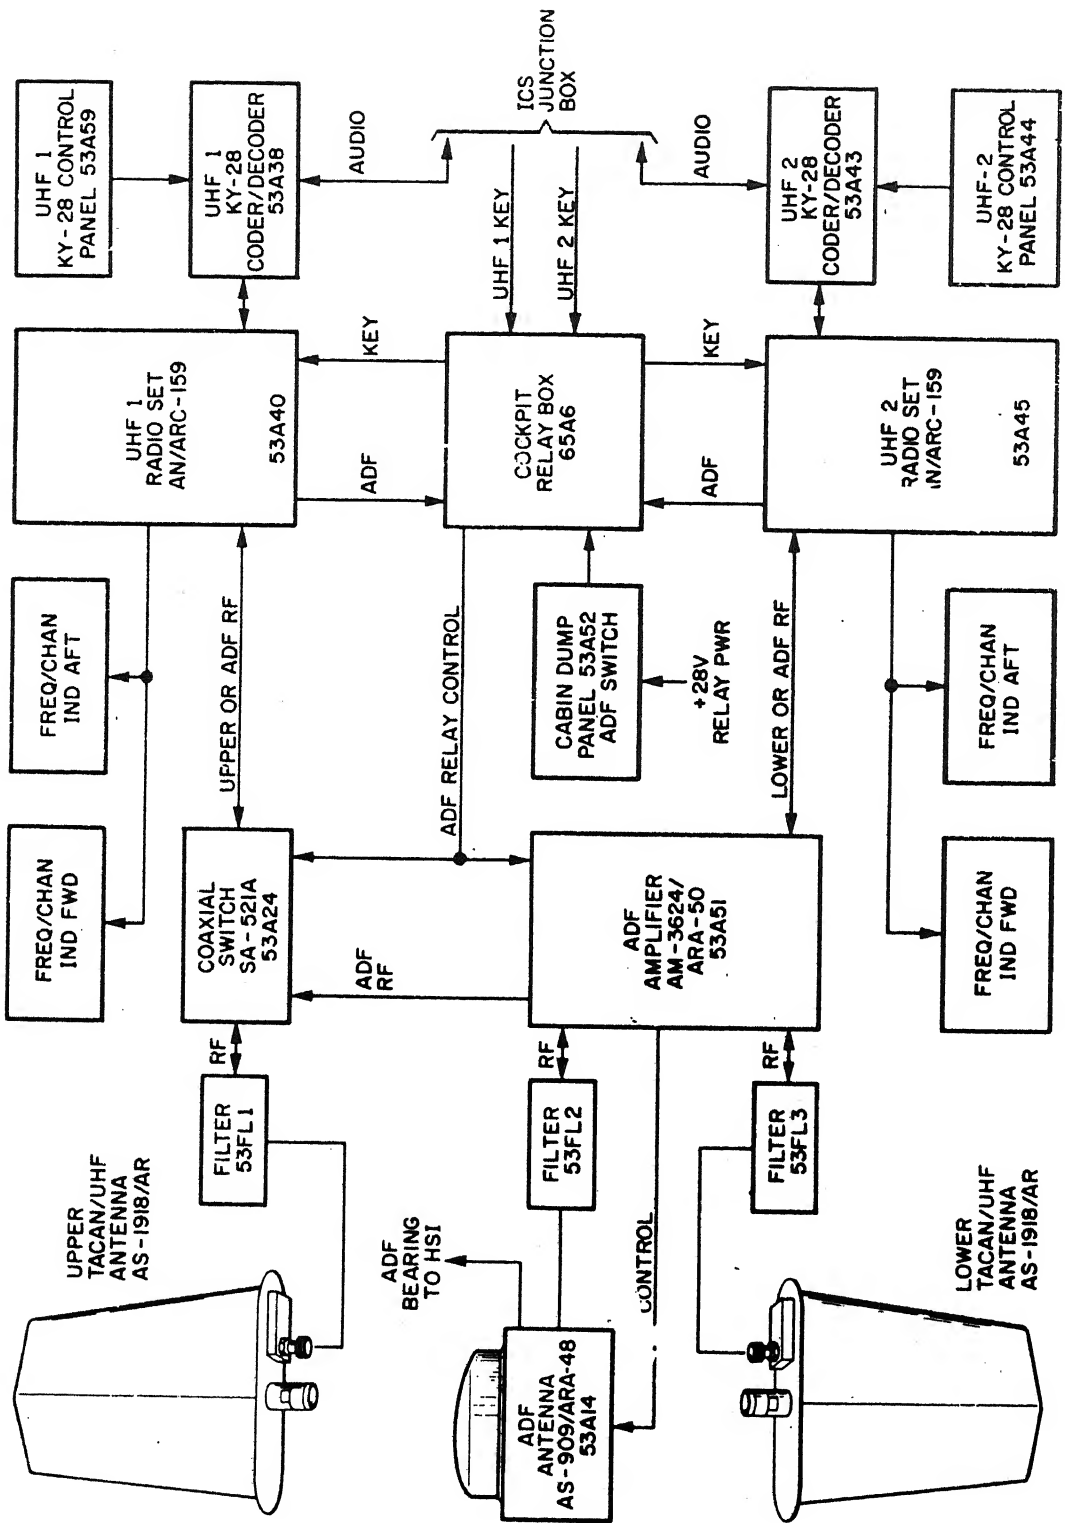 UHF 1
KY-28 CONTROL
PANEL 53A59
UHF 1
KY-28
CODER/DECODER
53A38
AUDIO
ICS
JUNCTION
BOX
AUDIO
UHF 2
KY-28
CODER/DECODER
53A43
UHF-2
KY-28 CONTROL
PANEL 53A44
UHF 1 KEY
UHF 2 KEY
UHF 1
RADIO SET
AN/ARC-159
53A40
KEY
ADF
COCKPIT
RELAY BOX
65A6
KEY
ADF
UHF 2
RADIO SET
AN/ARC-159
53A45
FREQ/CHAN
IND AFT
UPPER OR ADF RF
ADF RELAY CONTROL
CABIN DUMP
PANEL 53A52
ADF SWITCH
+28V
RELAY PWR
LOWER OR ADF RF
FREQ/CHAN
IND AFT
FREQ/CHAN
IND FWD
COAXIAL
SWITCH
SA-521A
53A24
ADF
RF
ADF
AMPLIFIER
AM-3624/
ARA-50
53A51
FREQ/CHAN
IND FWD
RF
RF
RF
FILTER
53FL1
FILTER
53FL2
FILTER
53FL3
UPPER
TACAN/UHF
ANTENNA
AS-1918/AR
ADF
BEARING
TO HSI
CONTROL
LOWER
TACAN/UHF
ANTENNA
AS-1918/AR
ADF
ANTENNA
AS-909/ARA-48
53A14